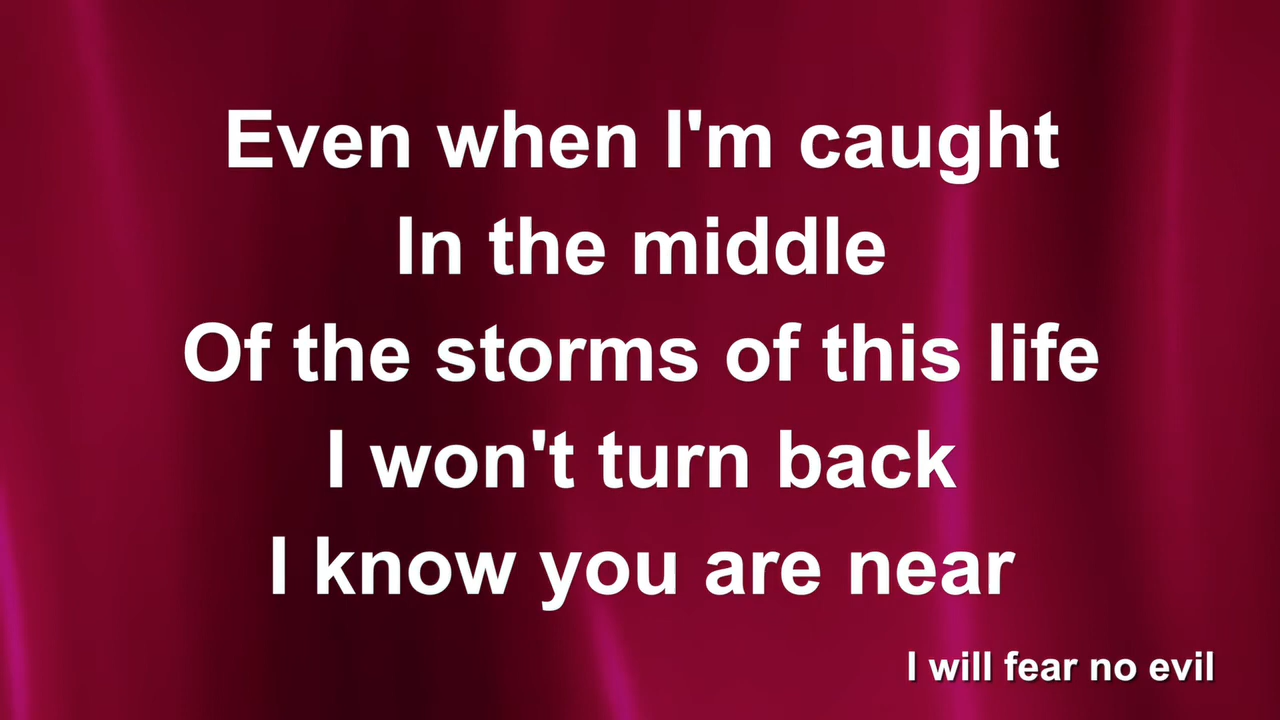 Even when I'm caught
In the middle
Of the storms of this life
I won't turn back
I know you are near
I will fear no evil